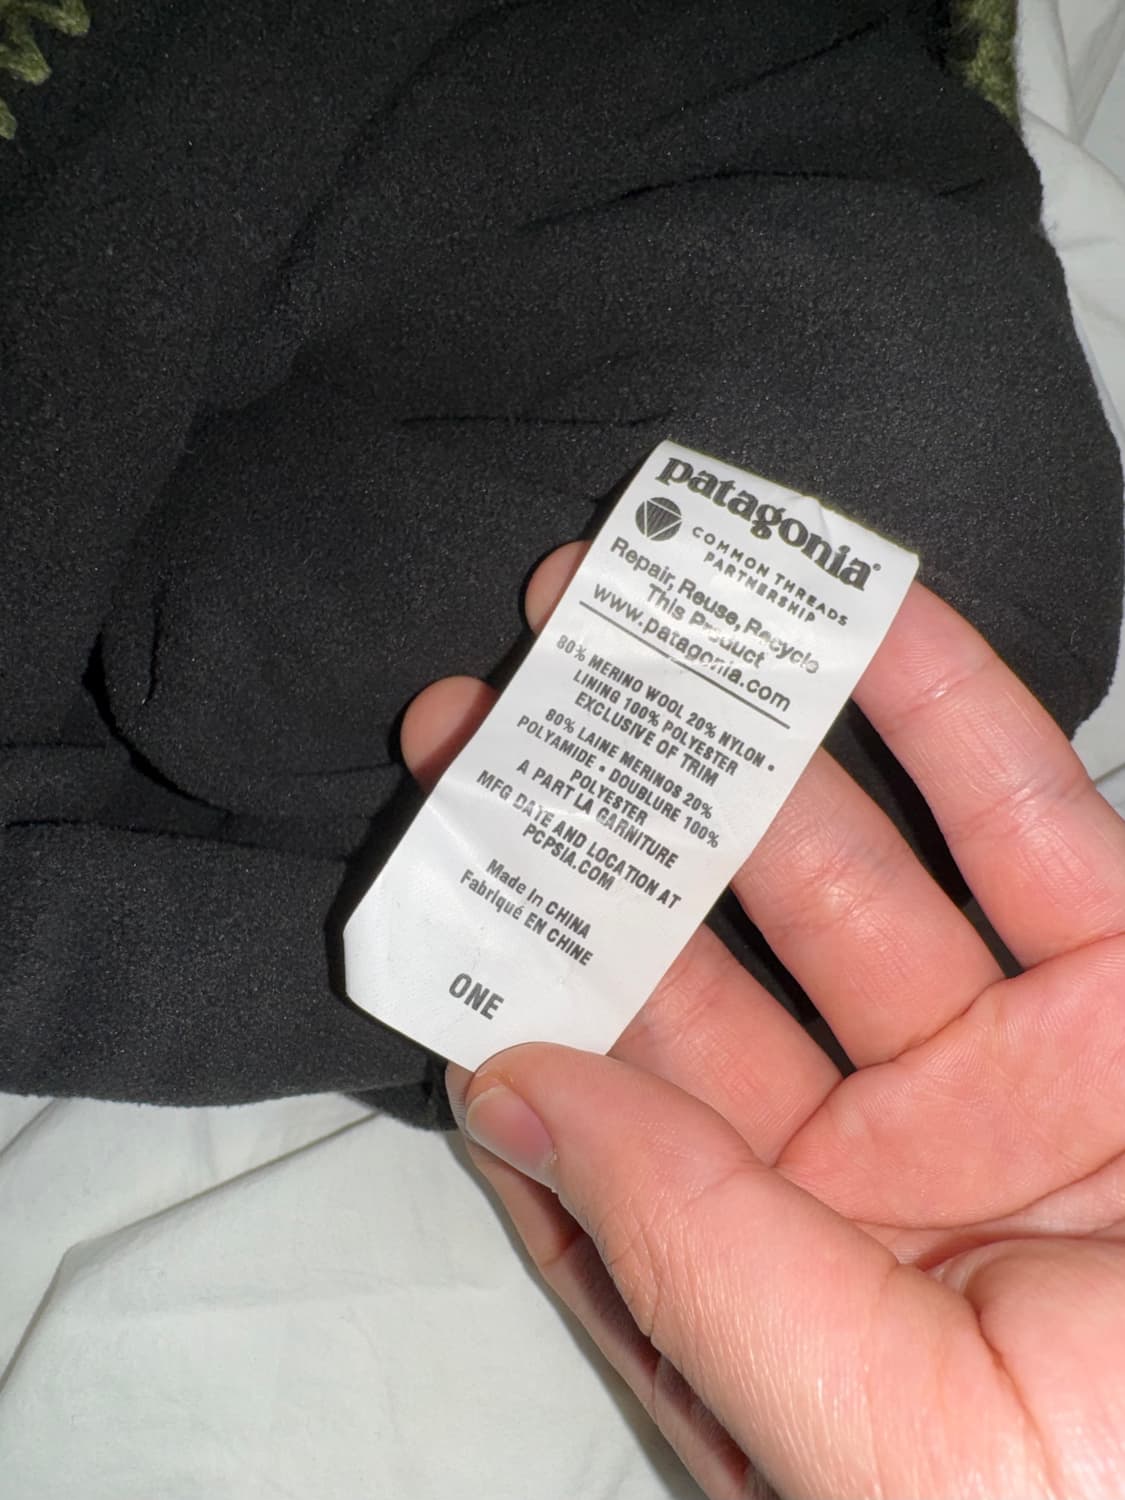 patagonia®
COMMON THREADS
PARTNERSHIP
Repair, Reuse, Recycle
This Product
www.patagonia.com
80% MERINO WOOL 20% NYLON •
LINING 100% POLYESTER
EXCLUSIVE OF TRIM
80% LAINE MERINOS 20%
POLYAMIDE • DOUBLURE 100%
POLYESTER
A PART LA GARNITURE
MFG DATE AND LOCATION AT
PCPSIA.COM
Made in CHINA
Fabriqué EN CHINE
ONE